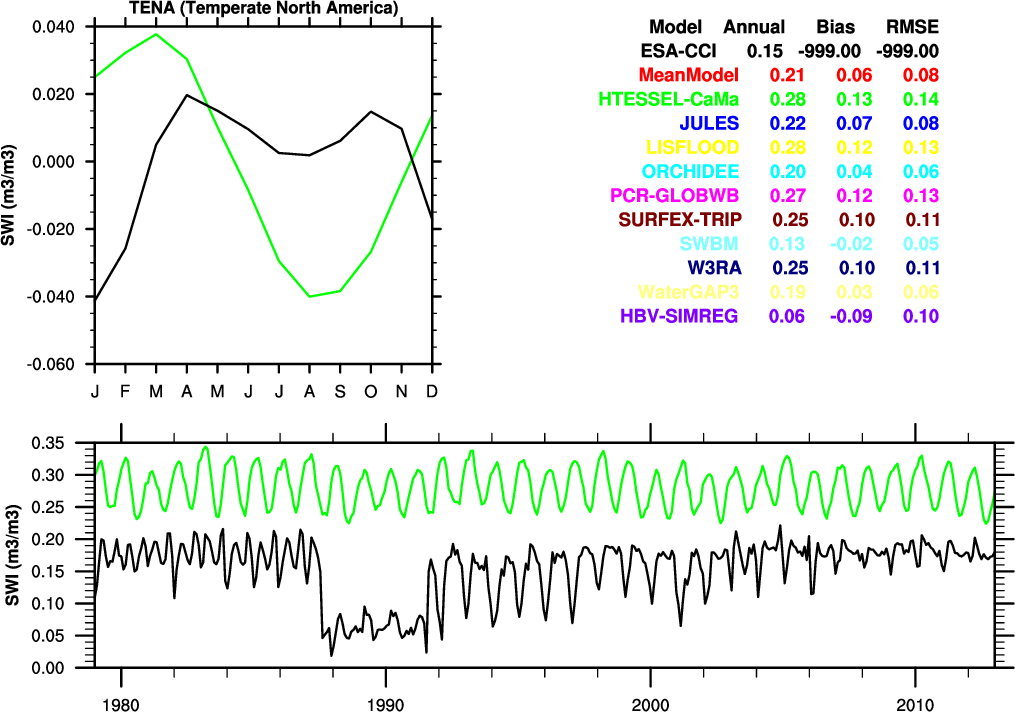 TENA (Temperate North America)
0.040
0.020
0.000
-0.020
-0.040
-0.060
SWI (m3/m3)
J F M A M J J A S O N D
Model Annual Bias RMSE
ESA-CCI 0.15 -999.00 -999.00
MeanModel 0.21 0.06 0.08
HTESSEL-CaMa 0.28 0.13 0.14
JULES 0.22 0.07 0.08
LISFLOOD 0.28 0.12 0.13
ORCHIDEE 0.20 0.04 0.06
PCR-GLOBWB 0.27 0.12 0.13
SURFEX-TRIP 0.25 0.10 0.11
SWBM 0.13 -0.02 0.05
W3RA 0.25 0.10 0.11
WaterGAP3 0.19 0.03 0.06
HBV-SIMREG 0.06 -0.09 0.10
0.35
0.30
0.25
0.20
0.15
0.10
0.05
0.00
SWI (m3/m3)
1980 1990 2000 2010